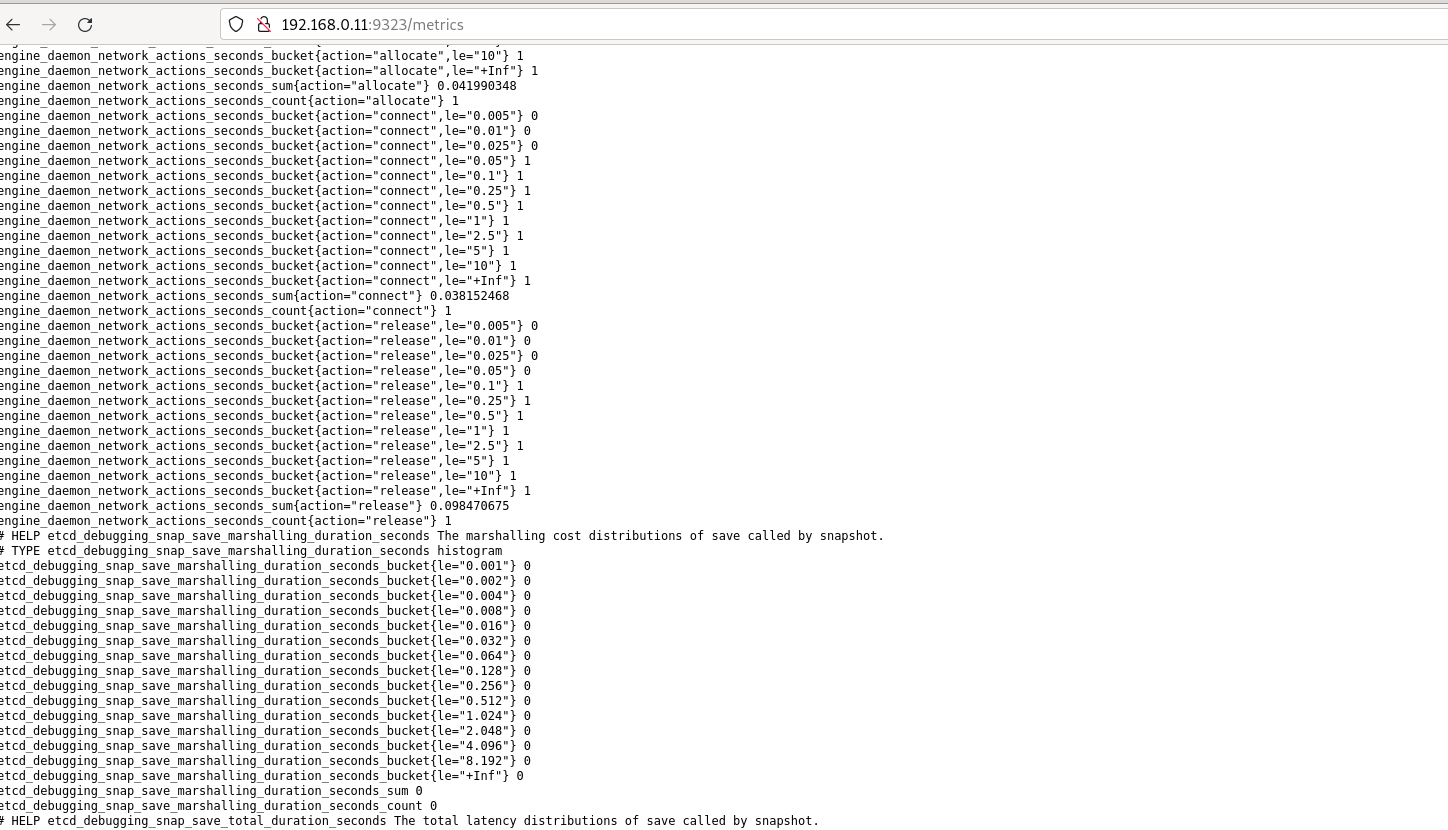 192.168.0.11:9323/metrics
engine_daemon_network_actions_seconds_bucket{action="allocate",le="10"} 1
engine_daemon_network_actions_seconds_bucket{action="allocate",le="+Inf"} 1
engine_daemon_network_actions_seconds_sum{action="allocate"} 0.041990348
engine_daemon_network_actions_seconds_count{action="allocate"} 1
engine_daemon_network_actions_seconds_bucket{action="connect",le="0.005"} 0
engine_daemon_network_actions_seconds_bucket{action="connect",le="0.01"} 0
engine_daemon_network_actions_seconds_bucket{action="connect",le="0.025"} 0
engine_daemon_network_actions_seconds_bucket{action="connect",le="0.05"} 1
engine_daemon_network_actions_seconds_bucket{action="connect",le="0.1"} 1
engine_daemon_network_actions_seconds_bucket{action="connect",le="0.25"} 1
engine_daemon_network_actions_seconds_bucket{action="connect",le="0.5"} 1
engine_daemon_network_actions_seconds_bucket{action="connect",le="1"} 1
engine_daemon_network_actions_seconds_bucket{action="connect",le="2.5"} 1
engine_daemon_network_actions_seconds_bucket{action="connect",le="5"} 1
engine_daemon_network_actions_seconds_bucket{action="connect",le="10"} 1
engine_daemon_network_actions_seconds_bucket{action="connect",le="+Inf"} 1
engine_daemon_network_actions_seconds_sum{action="connect"} 0.038152468
engine_daemon_network_actions_seconds_count{action="connect"} 1
engine_daemon_network_actions_seconds_bucket{action="release",le="0.005"} 0
engine_daemon_network_actions_seconds_bucket{action="release",le="0.01"} 0
engine_daemon_network_actions_seconds_bucket{action="release",le="0.025"} 0
engine_daemon_network_actions_seconds_bucket{action="release",le="0.05"} 0
engine_daemon_network_actions_seconds_bucket{action="release",le="0.1"} 1
engine_daemon_network_actions_seconds_bucket{action="release",le="0.25"} 1
engine_daemon_network_actions_seconds_bucket{action="release",le="0.5"} 1
engine_daemon_network_actions_seconds_bucket{action="release",le="1"} 1
engine_daemon_network_actions_seconds_bucket{action="release",le="2.5"} 1
engine_daemon_network_actions_seconds_bucket{action="release",le="5"} 1
engine_daemon_network_actions_seconds_bucket{action="release",le="10"} 1
engine_daemon_network_actions_seconds_bucket{action="release",le="+Inf"} 1
engine_daemon_network_actions_seconds_sum{action="release"} 0.098470675
engine_daemon_network_actions_seconds_count{action="release"} 1
# HELP etcd_debugging_snap_save_marshalling_duration_seconds The marshalling cost distributions of save called by snapshot.
# TYPE etcd_debugging_snap_save_marshalling_duration_seconds histogram
etcd_debugging_snap_save_marshalling_duration_seconds_bucket{le="0.001"} 0
etcd_debugging_snap_save_marshalling_duration_seconds_bucket{le="0.002"} 0
etcd_debugging_snap_save_marshalling_duration_seconds_bucket{le="0.004"} 0
etcd_debugging_snap_save_marshalling_duration_seconds_bucket{le="0.008"} 0
etcd_debugging_snap_save_marshalling_duration_seconds_bucket{le="0.016"} 0
etcd_debugging_snap_save_marshalling_duration_seconds_bucket{le="0.032"} 0
etcd_debugging_snap_save_marshalling_duration_seconds_bucket{le="0.064"} 0
etcd_debugging_snap_save_marshalling_duration_seconds_bucket{le="0.128"} 0
etcd_debugging_snap_save_marshalling_duration_seconds_bucket{le="0.256"} 0
etcd_debugging_snap_save_marshalling_duration_seconds_bucket{le="0.512"} 0
etcd_debugging_snap_save_marshalling_duration_seconds_bucket{le="1.024"} 0
etcd_debugging_snap_save_marshalling_duration_seconds_bucket{le="2.048"} 0
etcd_debugging_snap_save_marshalling_duration_seconds_bucket{le="4.096"} 0
etcd_debugging_snap_save_marshalling_duration_seconds_bucket{le="8.192"} 0
etcd_debugging_snap_save_marshalling_duration_seconds_bucket{le="+Inf"} 0
etcd_debugging_snap_save_marshalling_duration_seconds_sum 0
etcd_debugging_snap_save_marshalling_duration_seconds_count 0
# HELP etcd_debugging_snap_save_total_duration_seconds The total latency distributions of save called by snapshot.